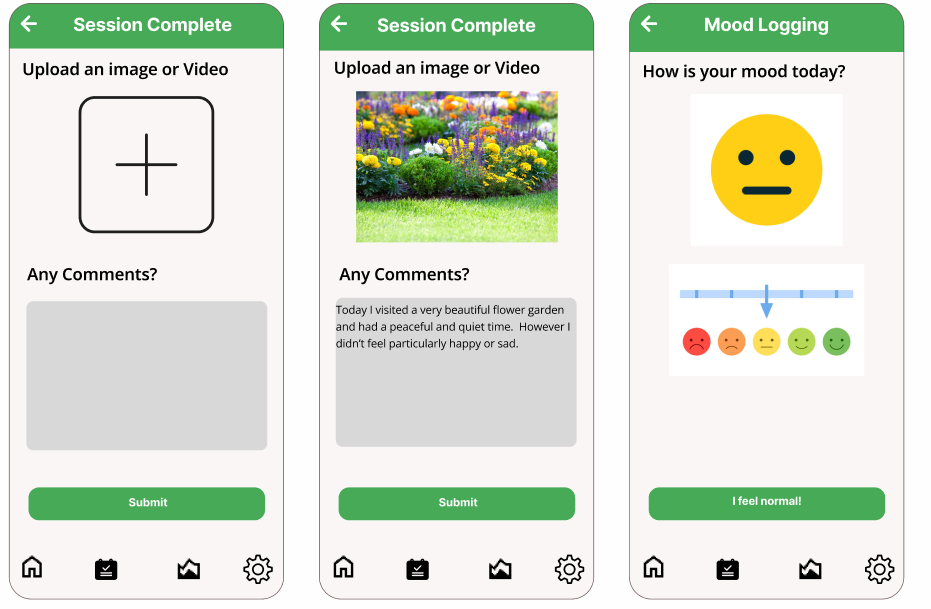 Session Complete
Upload an image or Video
Any Comments?
Submit
Session Complete
Upload an image or Video
Any Comments?
Today I visited a very beautiful flower garden
and had a peaceful and quiet time.  However I
didn't feel particularly happy or sad.
Submit
Mood Logging
How is your mood today?
I feel normal!